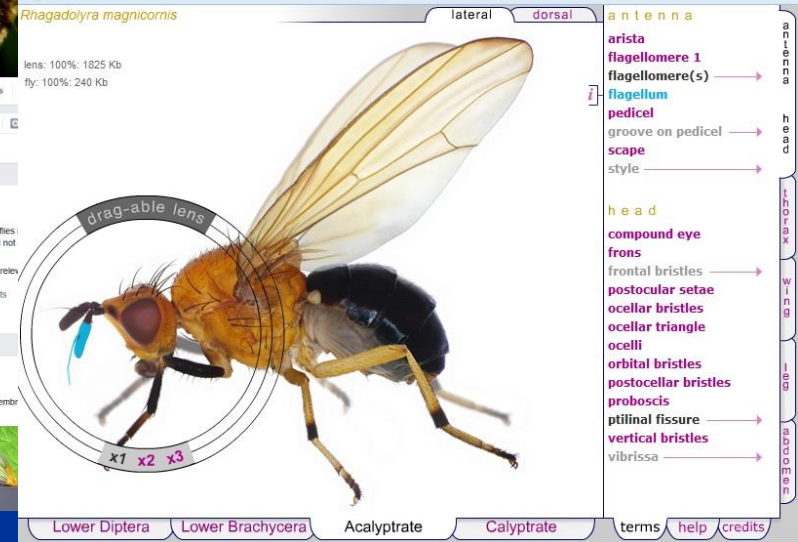 Rhagadolyra magnicornis
lateral
dorsal
lens: 100%: 1825 Kb
fly: 100%: 240 Kb
drag-able lens
x1 x2 x3
i
antenna
arista
flagellomere 1
flagellomere(s)
flagellum
pedicel
groove on pedicel
scape
style
head
compound eye
frons
frontal bristles
postocular setae
ocellar bristles
ocellar triangle
ocelli
orbital bristles
postocellar bristles
proboscis
ptilinal fissure
vertical bristles
vibrissa
antenna
head
thorax
wing
leg
abdomen
Lower Diptera
Lower Brachycera
Acalyptrate
Calyptrate
terms
help
credits